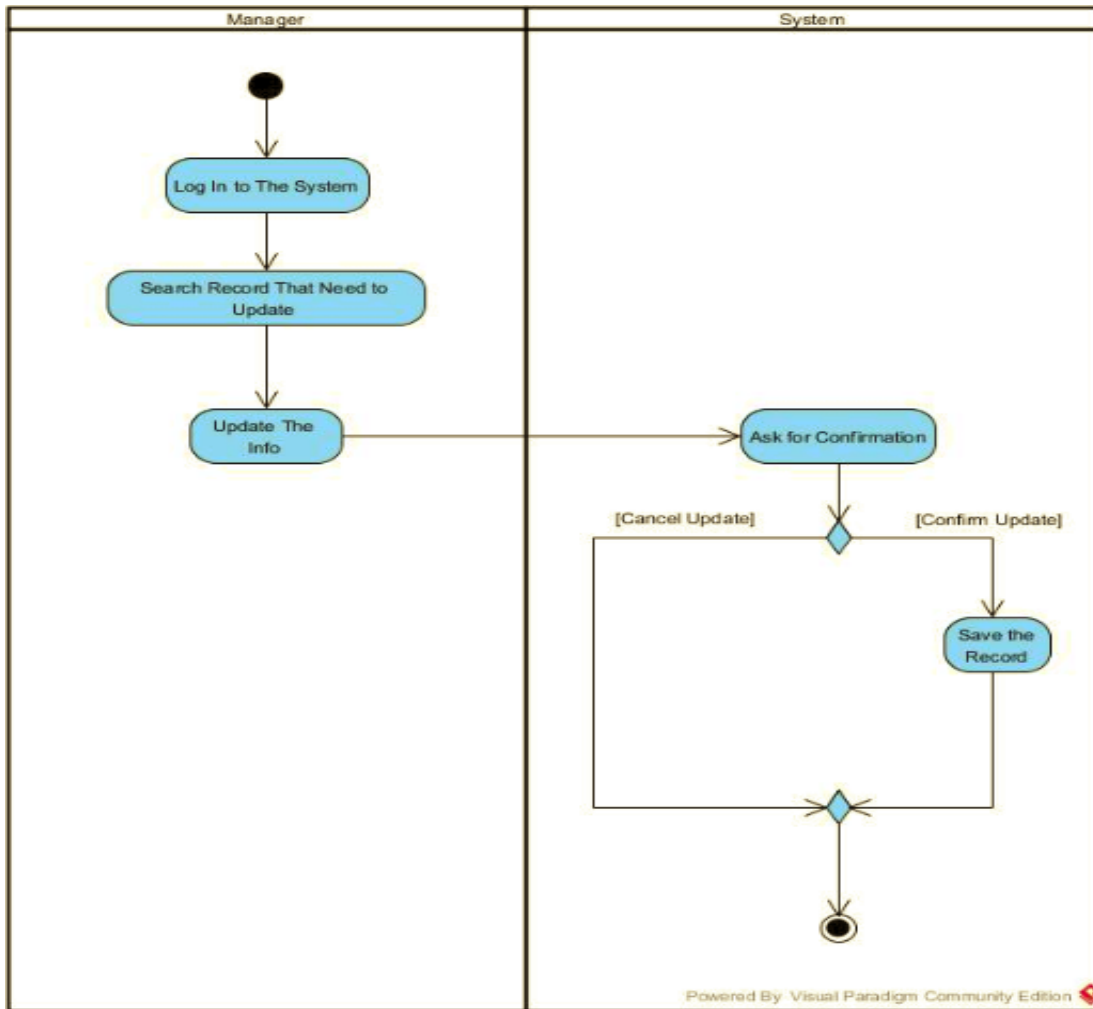 Manager
System
Log In to The System
Search Record That Need to
Update
Update The
Info
Ask for Confirmation
[Cancel Update]
[Confirm Update]
Save the
Record
Powered By Visual Paradigm Community Edition